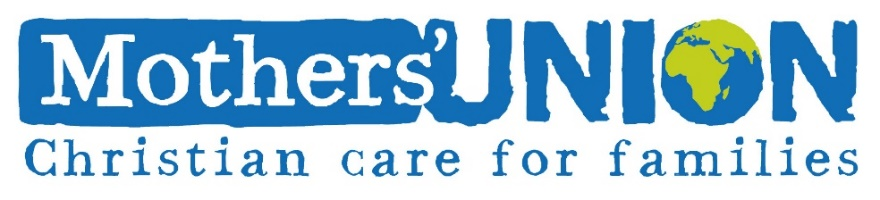 Mothers' UNION
Christian care for families